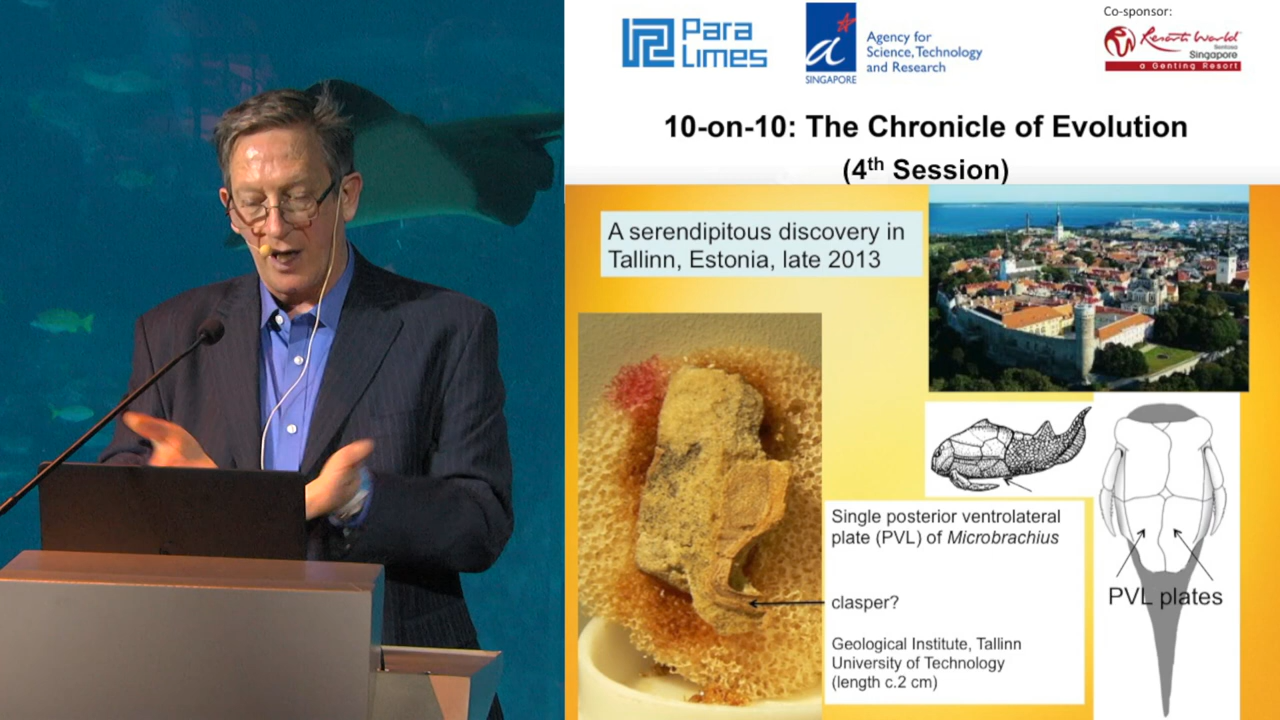 Para
Limes
SINGAPORE
Agency for
Science, Technology
and Research
Co-sponsor:
Resorts World
Sentosa
Singapore
a Genting Resort
10-on-10: The Chronicle of Evolution
(4th Session)
A serendipitous discovery in
Tallinn, Estonia, late 2013
Single posterior ventrolateral
plate (PVL) of Microbrachius
clasper?
Geological Institute, Tallinn
University of Technology
(length c.2 cm)
PVL plates